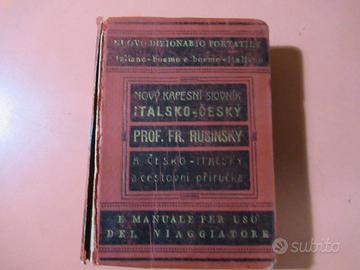 NUOVO DIZIONARIO PORTATILE
italiano-boemo e boemo-italiano
NOVÝ KAPESNÍ SLOVNÍK
ITALSKO-ČESKÝ
PROF. FR. RUSINSKÝ
A ČESKO-ITALSKÝ
a cestovní příručka
E MANUALE PER USO
DEL VIAGGIATORE
subito